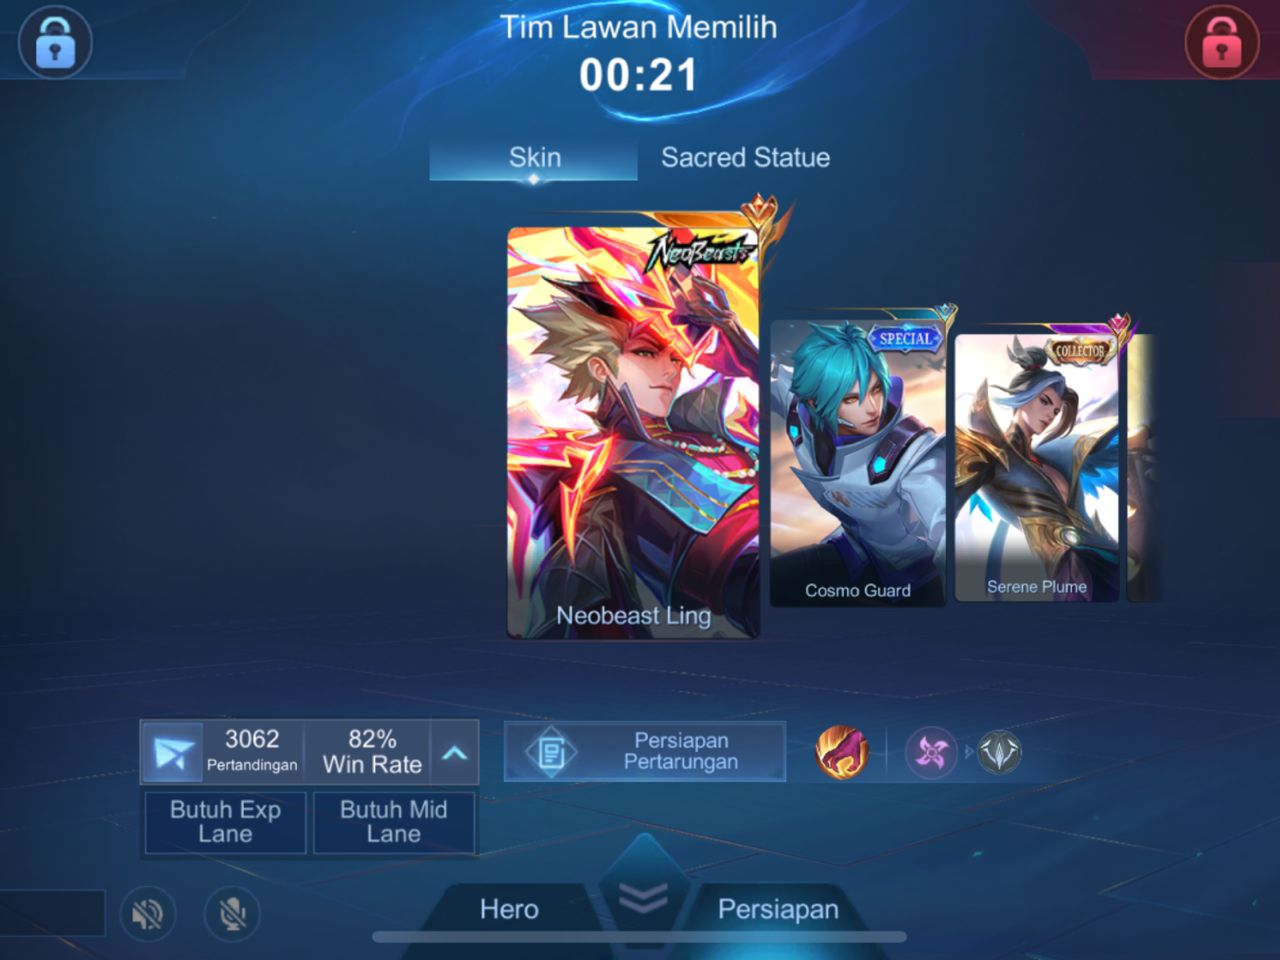 Tim Lawan Memilih
00:21
Skin
Sacred Statue
NeoBeasts
SPECIAL
COLLECTOR
Neobeast Ling
Cosmo Guard
Serene Plume
3062
Pertandingan
82%
Win Rate
Persiapan
Pertarungan
Butuh Exp
Lane
Butuh Mid
Lane
Hero
Persiapan